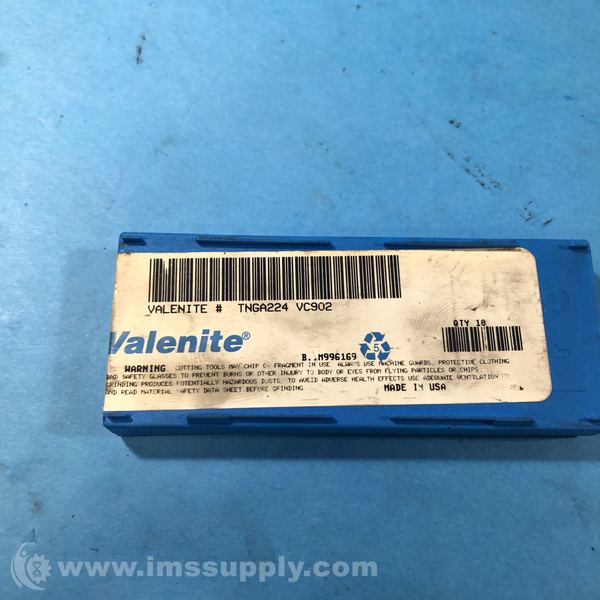 VALENITE # TNGA224 VC902
Valenite®
QTY 10
M996169
5
WARNING CUTTING TOOLS MAY CHIP OR FRAGMENT IN USE. ALWAYS USE MACHINE GUARDS, PROTECTIVE CLOTHING
AND SAFETY GLASSES TO PREVENT BURNS OR OTHER INJURY TO BODY OR EYES FROM FLYING PARTICLES OR CHIPS.
GRINDING PRODUCES POTENTIALLY HAZARDOUS DUSTS, TO AVOID ADVERSE HEALTH EFFECTS USE ADEQUATE VENTILATION
AND READ MATERIAL SAFETY DATA SHEET BEFORE GRINDING
MADE IN USA
© www.imssupply.com/
IMS